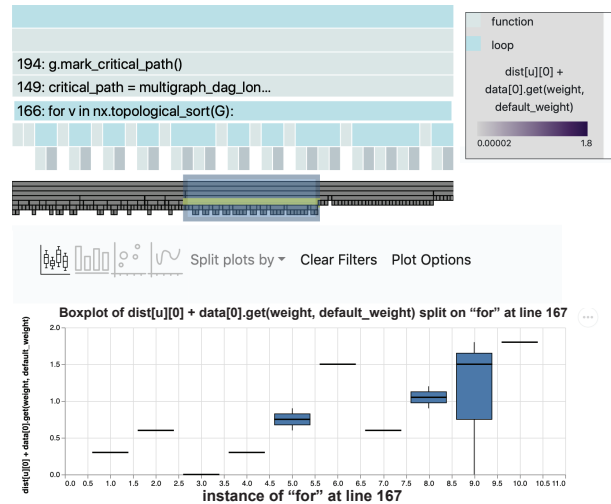 function
loop
dist[u][0] +
data[0].get(weight,
default_weight)
0.00002 1.8
194: g.mark_critical_path()
149: critical_path = multigraph_dag_lon...
166: for v in nx.topological_sort(G):
Split plots by Clear Filters Plot Options
Boxplot of dist[u][0] + data[0].get(weight, default_weight) split on “for” at line 167
dist[u][0] + data[0].get(weight, default_weight)
2.0
1.5
1.0
0.5
0.0
0.0 0.5 1.0 1.5 2.0 2.5 3.0 3.5 4.0 4.5 5.0 5.5 6.0 6.5 7.0 7.5 8.0 8.5 9.0 9.5 10.0 10.5 11.0
instance of “for” at line 167